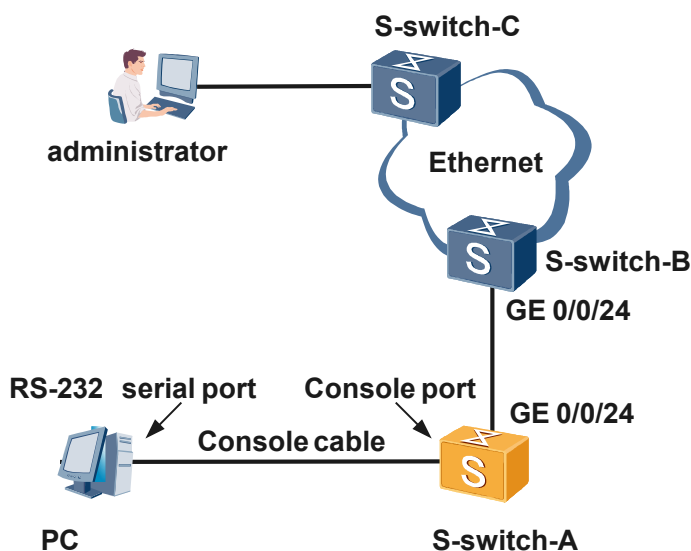 S-switch-C
administrator
Ethernet
S-switch-B
GE 0/0/24
RS-232 serial port
Console port
GE 0/0/24
Console cable
PC
S-switch-A
S
S
S